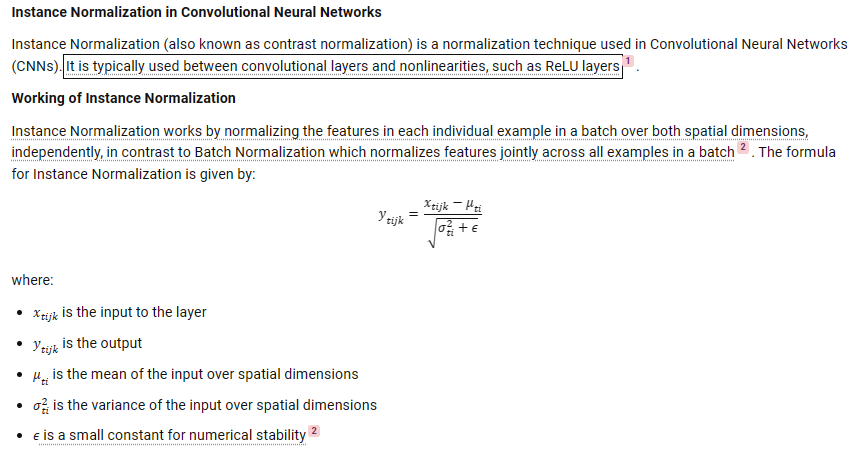 Instance Normalization in Convolutional Neural Networks
Instance Normalization (also known as contrast normalization) is a normalization technique used in Convolutional Neural Networks
(CNNs). It is typically used between convolutional layers and nonlinearities, such as ReLU layers 1 .
Working of Instance Normalization
Instance Normalization works by normalizing the features in each individual example in a batch over both spatial dimensions,
independently, in contrast to Batch Normalization which normalizes features jointly across all examples in a batch 2 . The formula
for Instance Normalization is given by:
y_{tijk} = \frac{x_{tijk} − μ_{ti}}{\sqrt{σ_{ti}^2 + ϵ}}
where:
• x_{tijk} is the input to the layer
• y_{tijk} is the output
• μ_{ti} is the mean of the input over spatial dimensions
• σ_{ti}^2 is the variance of the input over spatial dimensions
• ϵ is a small constant for numerical stability 2